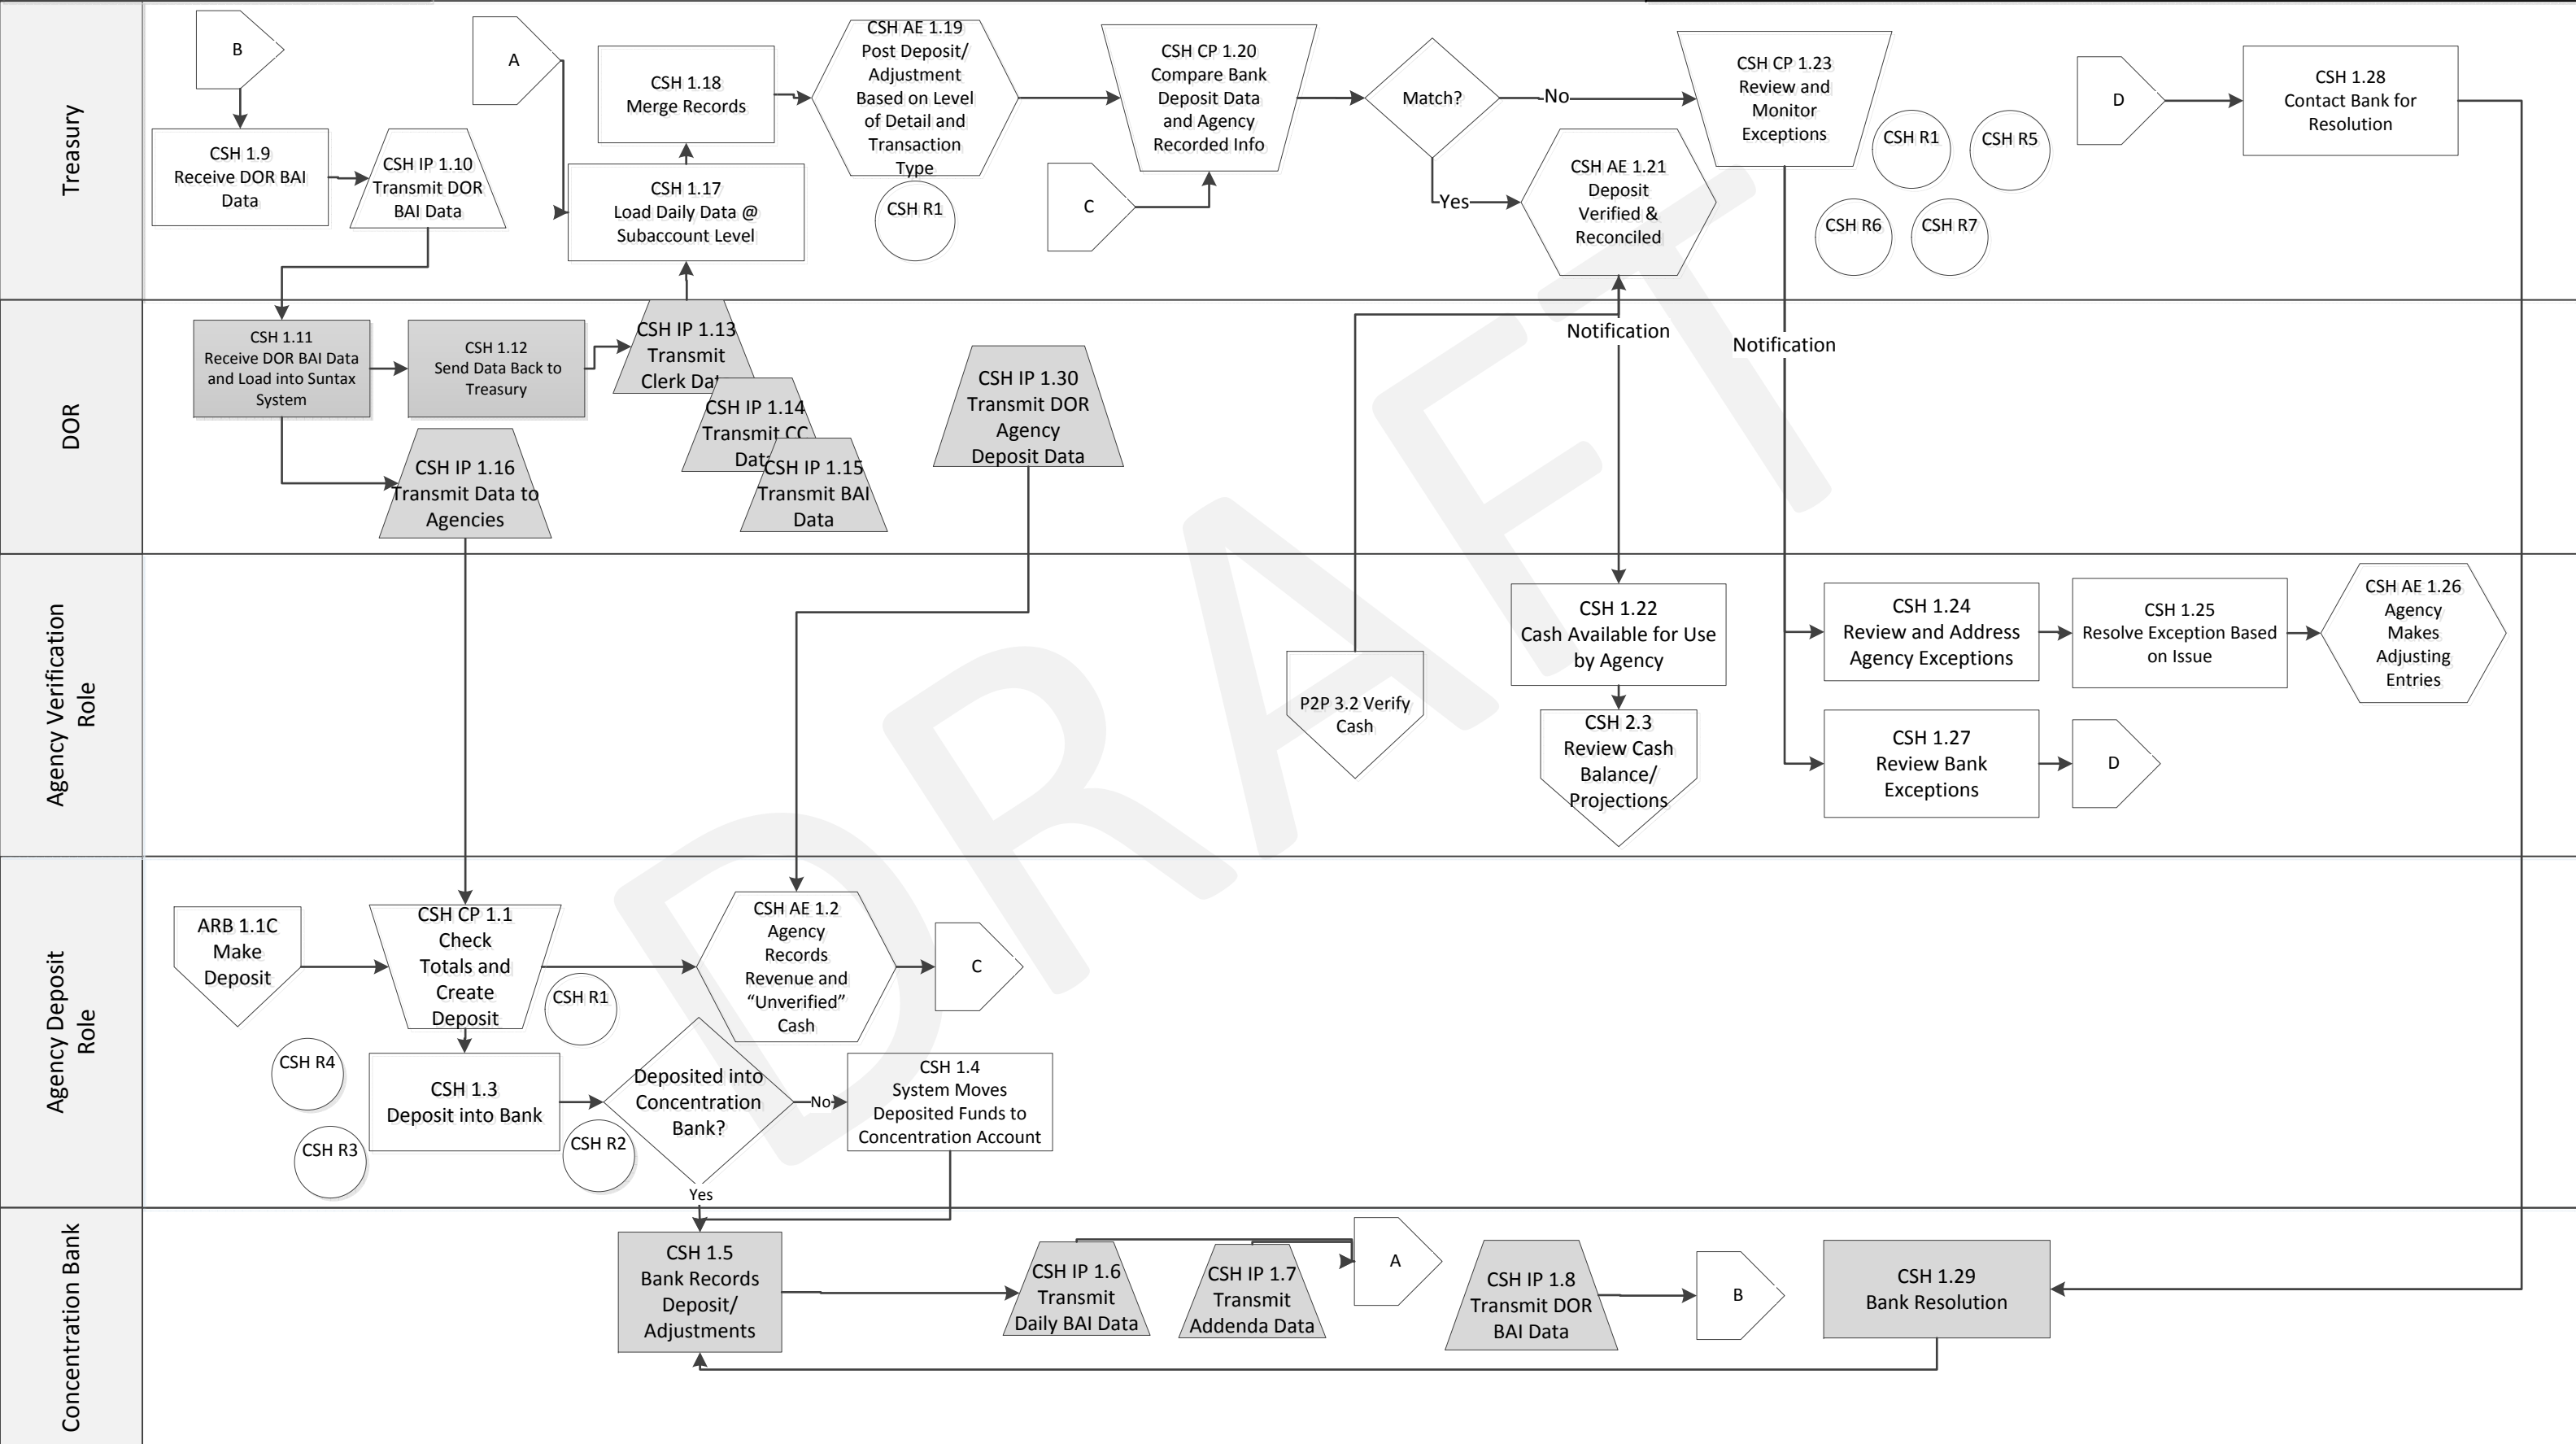 Treasury
B
CSH 1.9
Receive DOR BAI
Data
CSH IP 1.10
Transmit DOR
BAI Data
A
CSH 1.18
Merge Records
CSH 1.17
Load Daily Data @
Subaccount Level
CSH AE 1.19
Post Deposit/
Adjustment
Based on Level
of Detail and
Transaction
Type
CSH R1
CSH CP 1.20
Compare Bank
Deposit Data
and Agency
Recorded Info
C
Match?
No
Yes
CSH AE 1.21
Deposit
Verified &
Reconciled
CSH CP 1.23
Review and
Monitor
Exceptions
CSH R1
CSH R5
CSH R6
CSH R7
D
CSH 1.28
Contact Bank for
Resolution
DOR
CSH 1.11
Receive DOR BAI Data
and Load into Suntax
System
CSH 1.12
Send Data Back to
Treasury
CSH IP 1.13
Transmit
Clerk Data
CSH IP 1.14
Transmit CC
Data
CSH IP 1.15
Transmit BAI
Data
CSH IP 1.16
Transmit Data to
Agencies
CSH IP 1.30
Transmit DOR
Agency
Deposit Data
Notification
Notification
Agency Verification
Role
P2P 3.2 Verify
Cash
CSH 1.22
Cash Available for Use
by Agency
CSH 2.3
Review Cash
Balance/
Projections
CSH 1.24
Review and Address
Agency Exceptions
CSH 1.25
Resolve Exception Based
on Issue
CSH AE 1.26
Agency
Makes
Adjusting
Entries
CSH 1.27
Review Bank
Exceptions
D
Agency Deposit
Role
ARB 1.1C
Make
Deposit
CSH CP 1.1
Check
Totals and
Create
Deposit
CSH R1
CSH AE 1.2
Agency
Records
Revenue and
“Unverified”
Cash
C
CSH R4
CSH R3
CSH 1.3
Deposit into Bank
CSH R2
Deposited into
Concentration
Bank?
No
Yes
CSH 1.4
System Moves
Deposited Funds to
Concentration Account
Concentration Bank
CSH 1.5
Bank Records
Deposit/
Adjustments
CSH IP 1.6
Transmit
Daily BAI Data
CSH IP 1.7
Transmit
Addenda Data
A
CSH IP 1.8
Transmit DOR
BAI Data
B
CSH 1.29
Bank Resolution
DRAFT